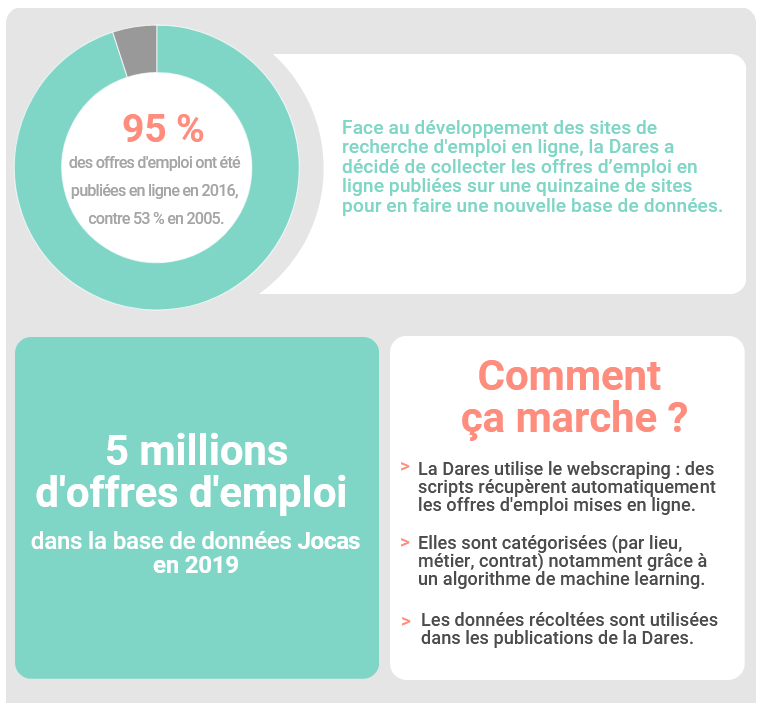 95 %
des offres d'emploi ont été
publiées en ligne en 2016,
contre 53 % en 2005.
Face au développement des sites de
recherche d'emploi en ligne, la Dares a
décidé de collecter les offres d’emploi en
ligne publiées sur une quinzaine de sites
pour en faire une nouvelle base de données.
5 millions
d'offres d'emploi
dans la base de données Jocas
en 2019
Comment
ça marche ?
> La Dares utilise le webscraping : des
scripts récupèrent automatiquement
les offres d'emploi mises en ligne.
> Elles sont catégorisées (par lieu,
métier, contrat) notamment grâce à
un algorithme de machine learning.
> Les données récoltées sont utilisées
dans les publications de la Dares.